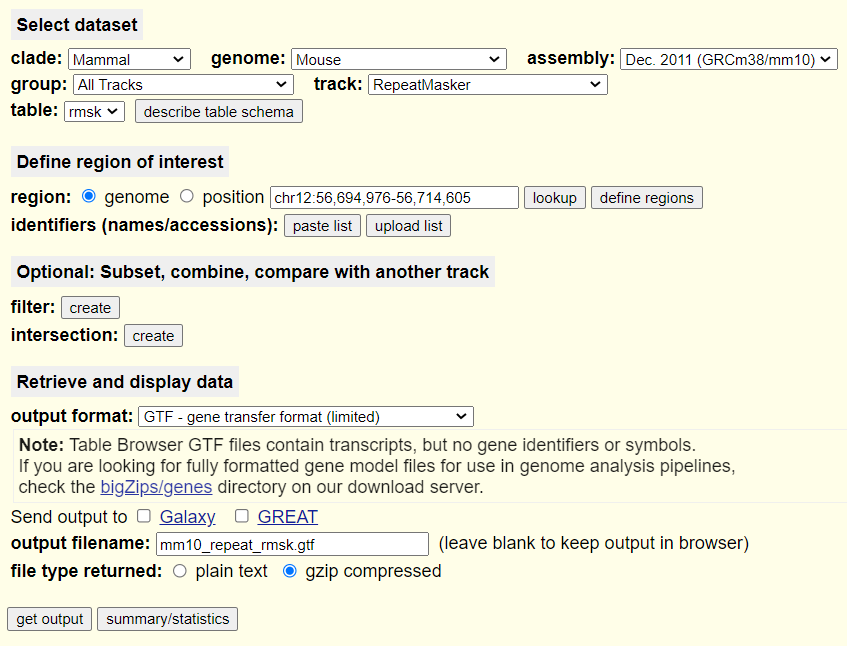 Select dataset
clade: Mammal genome: Mouse assembly: Dec. 2011 (GRCm38/mm10)
group: All Tracks track: RepeatMasker
table: rmsk describe table schema
Define region of interest
region: genome position chr12:56,694,976-56,714,605 lookup define regions
identifiers (names/accessions): paste list upload list
Optional: Subset, combine, compare with another track
filter: create
intersection: create
Retrieve and display data
output format: GTF - gene transfer format (limited)
Note: Table Browser GTF files contain transcripts, but no gene identifiers or symbols.
If you are looking for fully formatted gene model files for use in genome analysis pipelines,
check the bigZips/genes directory on our download server.
Send output to Galaxy GREAT
output filename: mm10_repeat_rmsk.gtf (leave blank to keep output in browser)
file type returned: plain text gzip compressed
get output summary/statistics